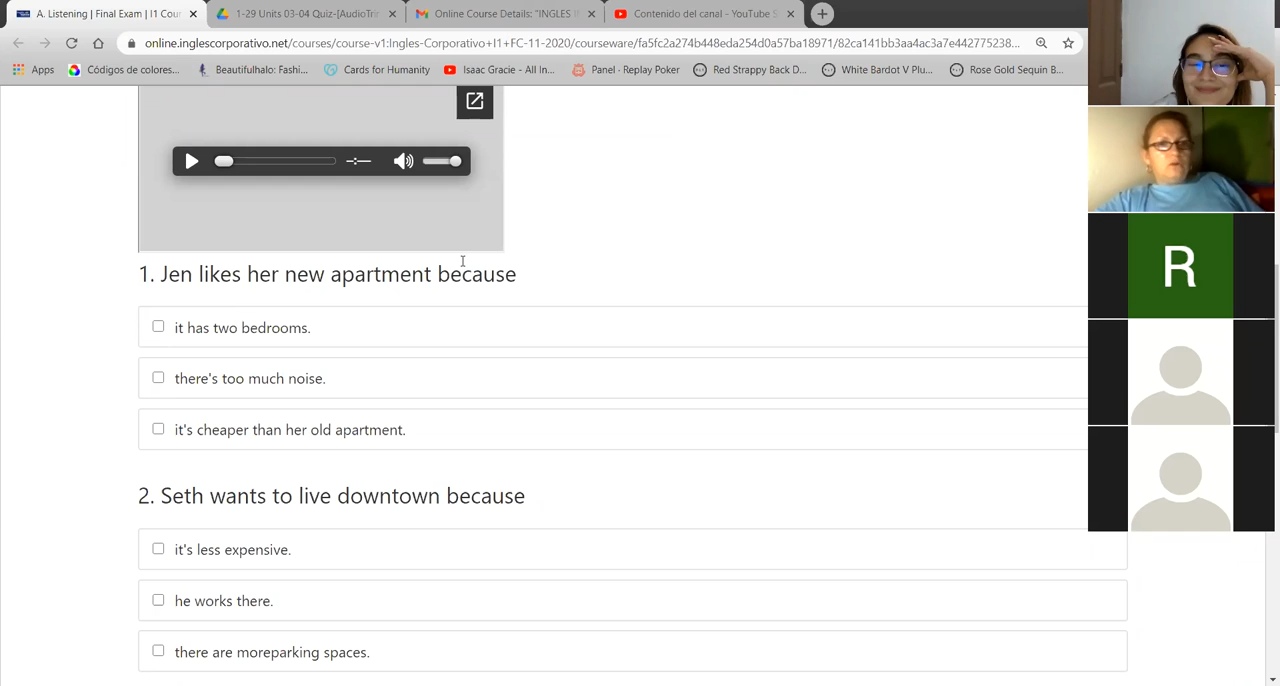 A. Listening | Final Exam | I1 Cour
1-29 Units 03-04 Quiz-[AudioTri
Online Course Details: "INGLES I
Contenido del canal - YouTube S
online.inglescorporativo.net/courses/course-v1:Ingles-Corporativo+I1+FC-11-2020/courseware/fa5fc2a274b448eda254d0a57ba18971/82ca141bb3aa4ac3a7e442775238...
Apps
Códigos de colores...
Beautifulhalo: Fashi...
Cards for Humanity
Isaac Gracie - All In...
Panel · Replay Poker
Red Strappy Back D...
White Bardot V Plu...
Rose Gold Sequin B...
R
1. Jen likes her new apartment because
it has two bedrooms.
there's too much noise.
it's cheaper than her old apartment.
2. Seth wants to live downtown because
it's less expensive.
he works there.
there are moreparking spaces.